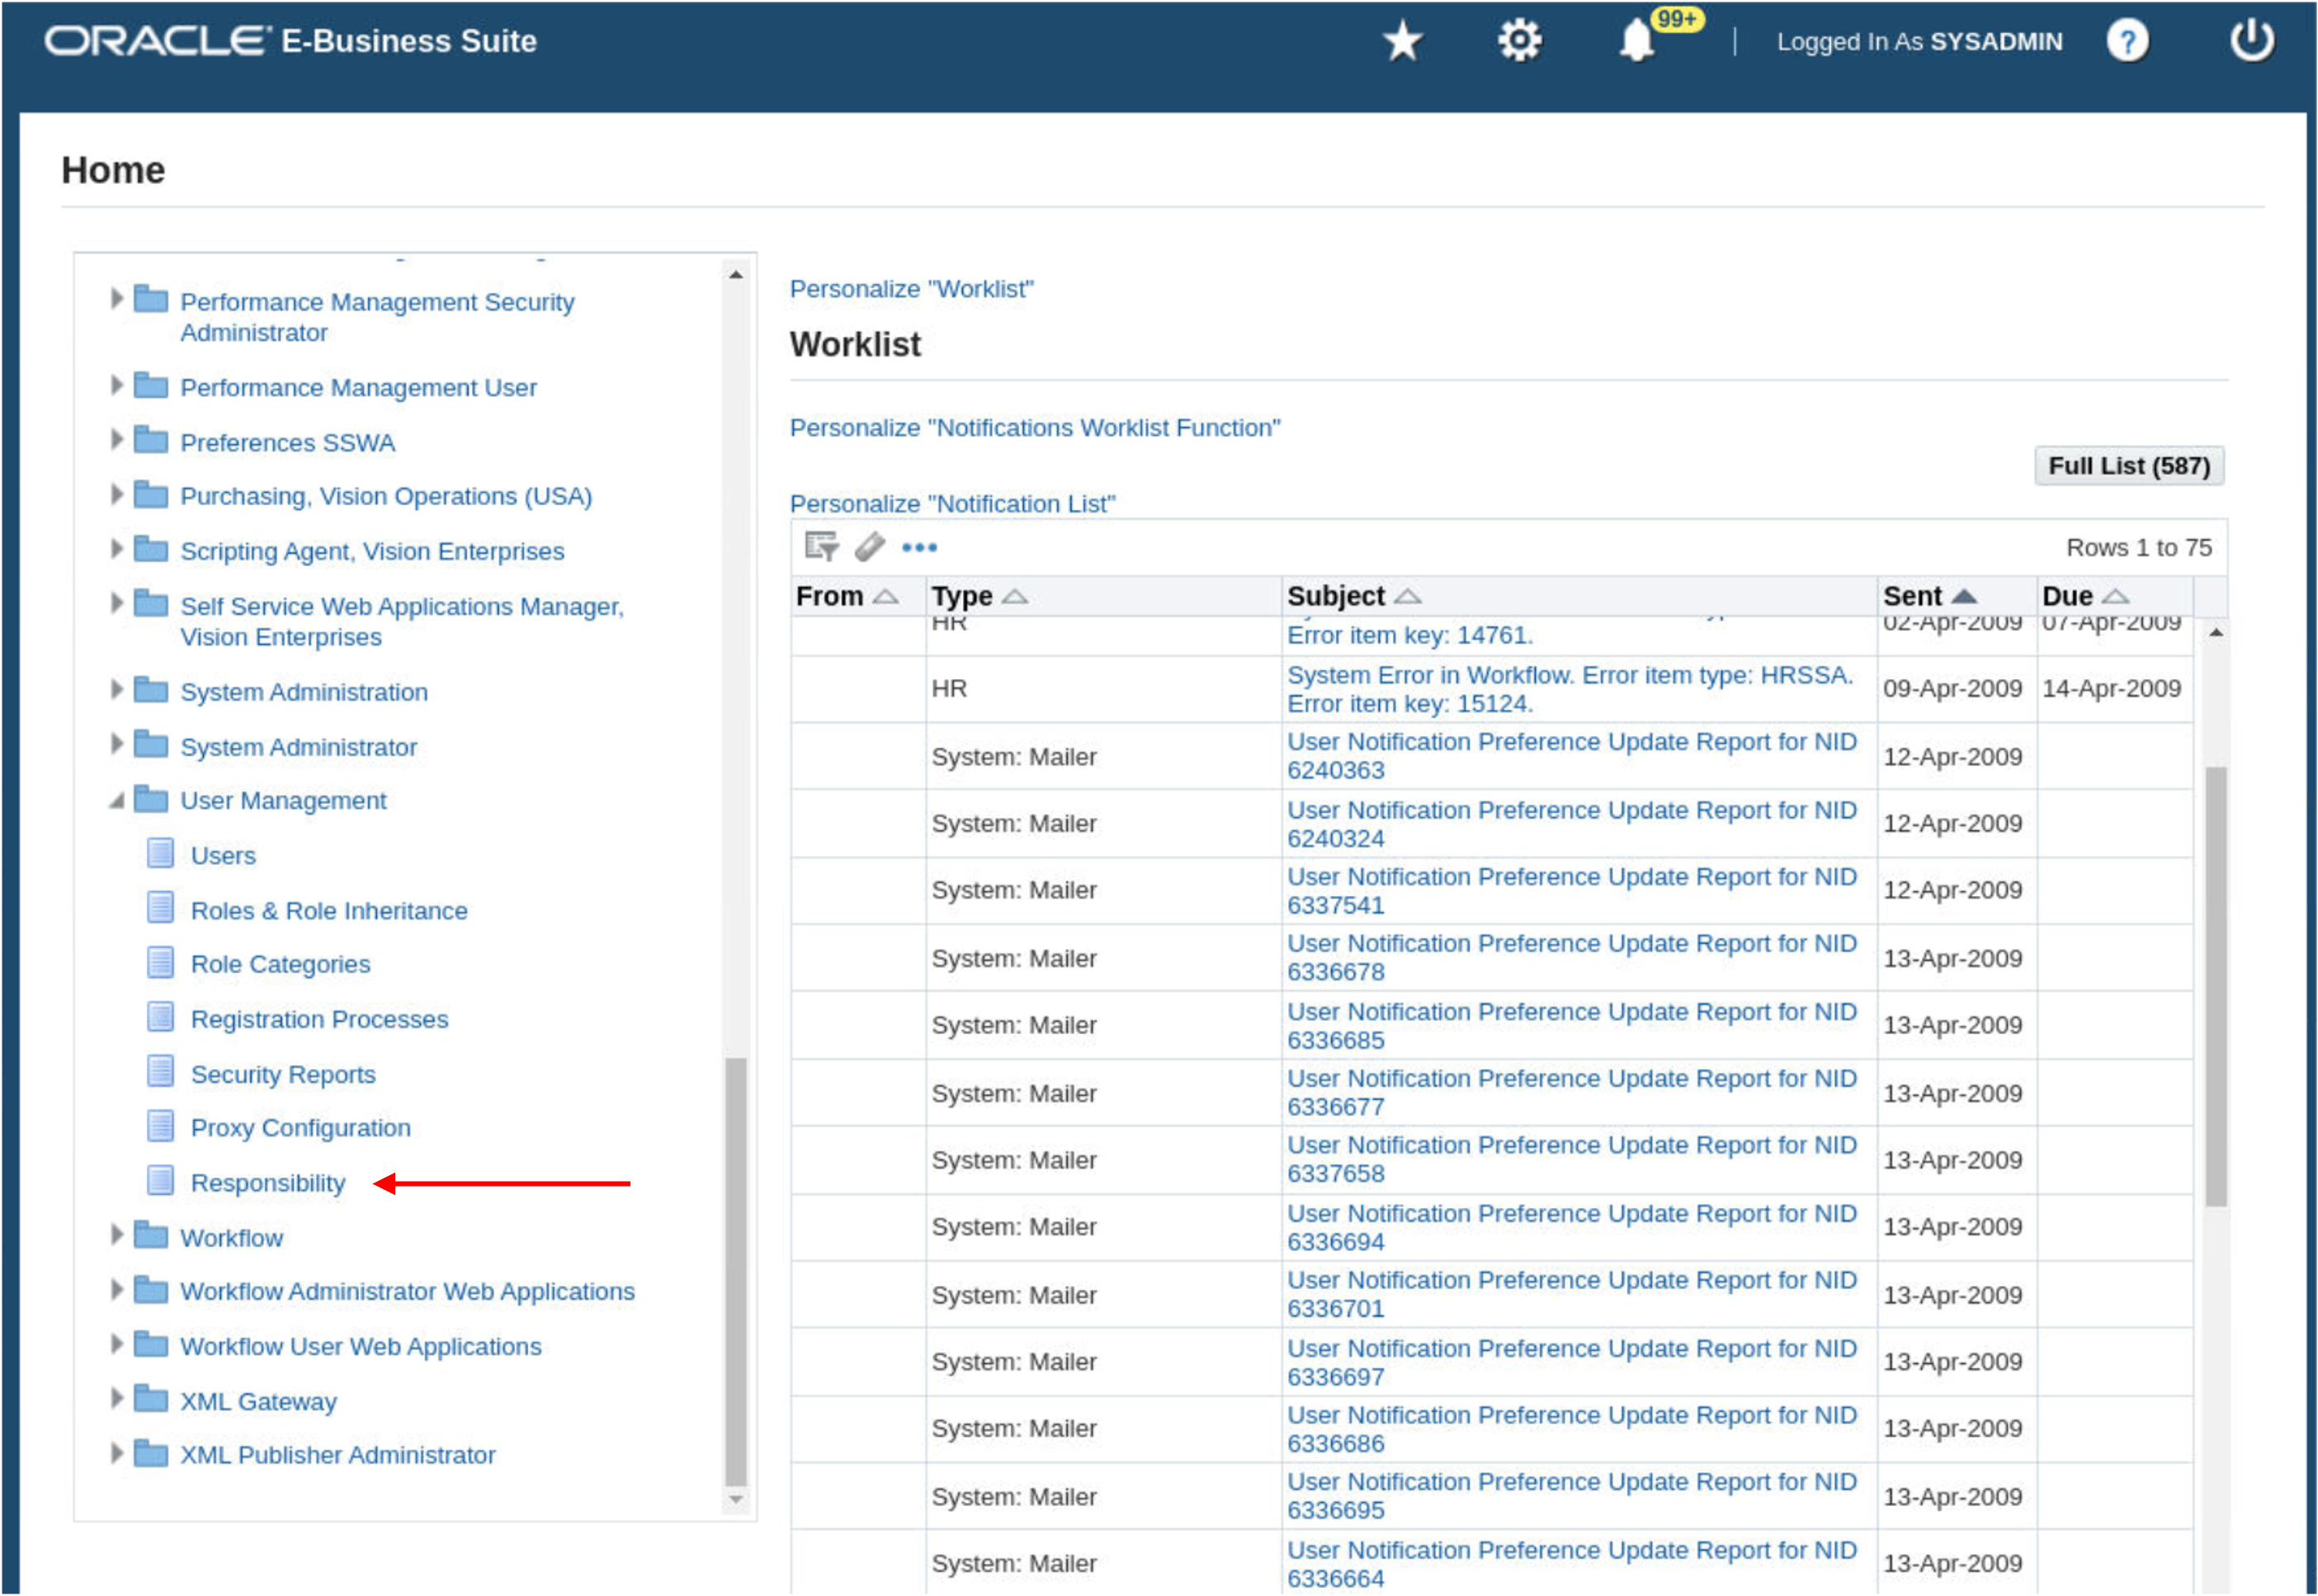 ORACLE E-Business Suite
99+
Logged In As SYSADMIN
?
Home
Performance Management Security
Administrator
Performance Management User
Preferences SSWA
Purchasing, Vision Operations (USA)
Scripting Agent, Vision Enterprises
Self Service Web Applications Manager,
Vision Enterprises
System Administration
System Administrator
User Management
Users
Roles & Role Inheritance
Role Categories
Registration Processes
Security Reports
Proxy Configuration
Responsibility
Workflow
Workflow Administrator Web Applications
Workflow User Web Applications
XML Gateway
XML Publisher Administrator
Personalize "Worklist"
Worklist
Personalize "Notifications Worklist Function"
Full List (587)
Personalize "Notification List"
Rows 1 to 75
From Type Subject Sent Due
HR 02-Apr-2009 07-Apr-2009
Error item key: 14761.
System Error in Workflow. Error item type: HRSSA.
HR 09-Apr-2009 14-Apr-2009
Error item key: 15124.
User Notification Preference Update Report for NID
System: Mailer 12-Apr-2009
6240363
User Notification Preference Update Report for NID
System: Mailer 12-Apr-2009
6240324
User Notification Preference Update Report for NID
System: Mailer 12-Apr-2009
6337541
User Notification Preference Update Report for NID
System: Mailer 13-Apr-2009
6336678
User Notification Preference Update Report for NID
System: Mailer 13-Apr-2009
6336685
User Notification Preference Update Report for NID
System: Mailer 13-Apr-2009
6336677
User Notification Preference Update Report for NID
System: Mailer 13-Apr-2009
6337658
User Notification Preference Update Report for NID
System: Mailer 13-Apr-2009
6336694
User Notification Preference Update Report for NID
System: Mailer 13-Apr-2009
6336701
User Notification Preference Update Report for NID
System: Mailer 13-Apr-2009
6336697
User Notification Preference Update Report for NID
System: Mailer 13-Apr-2009
6336686
User Notification Preference Update Report for NID
System: Mailer 13-Apr-2009
6336695
User Notification Preference Update Report for NID
System: Mailer 13-Apr-2009
6336664